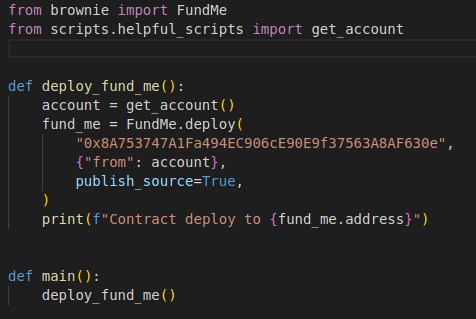 from brownie import FundMe
from scripts.helpful_scripts import get_account
def deploy_fund_me():
    account = get_account()
    fund_me = FundMe.deploy(
        "0x8A753747A1Fa494EC906cE90E9f37563A8AF630e",
        {"from": account},
        publish_source=True,
    )
    print(f"Contract deploy to {fund_me.address}")
def main():
    deploy_fund_me()